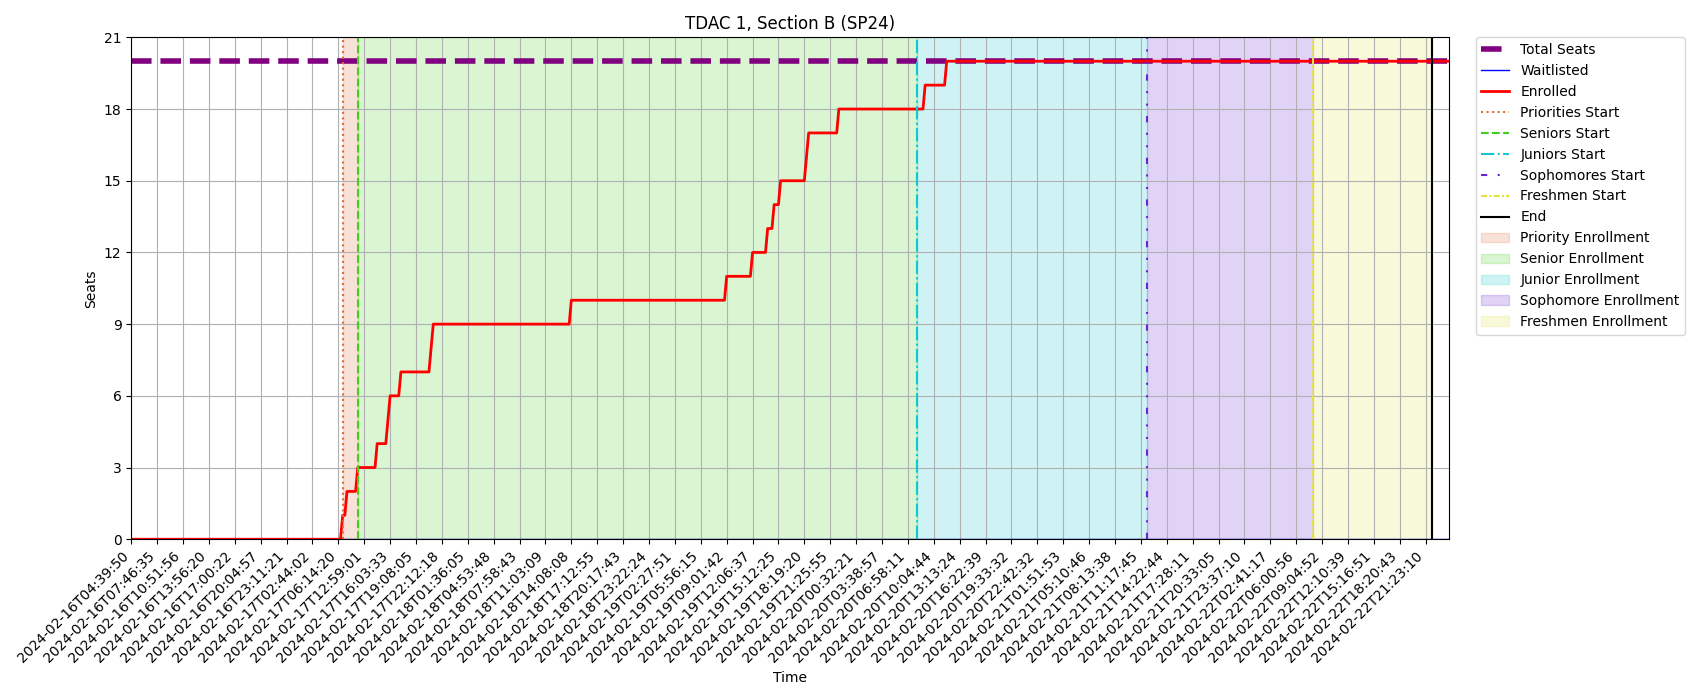 TDAC 1, Section B (SP24)
21
18
15
12
9
6
3
0
Seats
2024-02-16T04:39:50
2024-02-16T07:46:35
2024-02-16T10:51:56
2024-02-16T13:56:20
2024-02-16T17:00:22
2024-02-16T20:04:57
2024-02-16T23:11:21
2024-02-17T02:44:02
2024-02-17T06:14:20
2024-02-17T12:59:01
2024-02-17T16:03:33
2024-02-17T19:08:05
2024-02-17T22:12:18
2024-02-18T01:36:05
2024-02-18T04:53:48
2024-02-18T07:58:43
2024-02-18T11:03:09
2024-02-18T14:08:08
2024-02-18T17:12:55
2024-02-18T20:17:43
2024-02-18T23:22:24
2024-02-19T02:27:51
2024-02-19T05:56:15
2024-02-19T09:01:42
2024-02-19T12:06:37
2024-02-19T15:12:25
2024-02-19T18:19:20
2024-02-19T21:25:55
2024-02-20T00:32:21
2024-02-20T03:38:57
2024-02-20T06:58:11
2024-02-20T10:04:44
2024-02-20T13:13:24
2024-02-20T16:22:39
2024-02-20T19:33:32
2024-02-20T22:42:32
2024-02-21T01:51:53
2024-02-21T05:10:46
2024-02-21T08:13:38
2024-02-21T11:17:45
2024-02-21T14:22:44
2024-02-21T17:28:11
2024-02-21T20:33:05
2024-02-21T23:37:10
2024-02-22T02:41:17
2024-02-22T06:00:56
2024-02-22T09:04:52
2024-02-22T12:10:39
2024-02-22T15:16:51
2024-02-22T18:20:43
2024-02-22T21:23:10
Time
Total Seats
Waitlisted
Enrolled
Priorities Start
Seniors Start
Juniors Start
Sophomores Start
Freshmen Start
End
Priority Enrollment
Senior Enrollment
Junior Enrollment
Sophomore Enrollment
Freshmen Enrollment